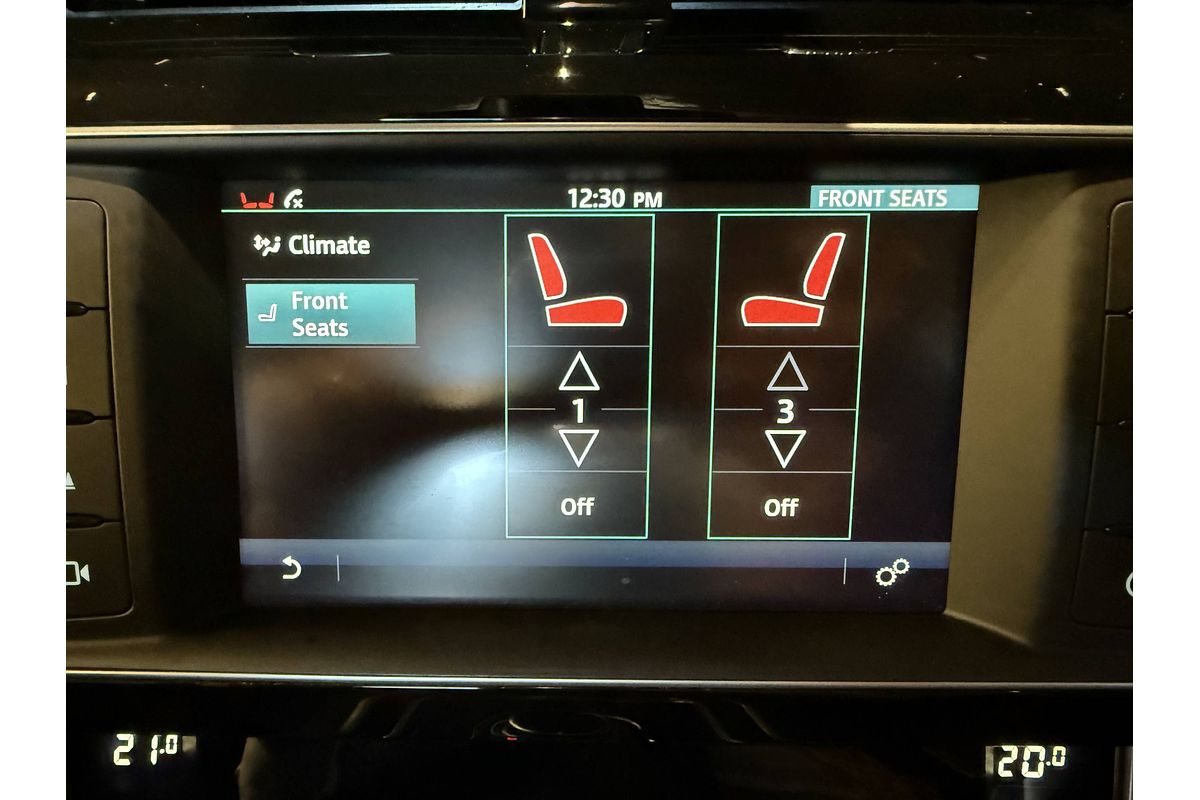 12:30 PM
FRONT SEATS
Climate
Front
Seats
1
3
Off
Off
21.0
20.0